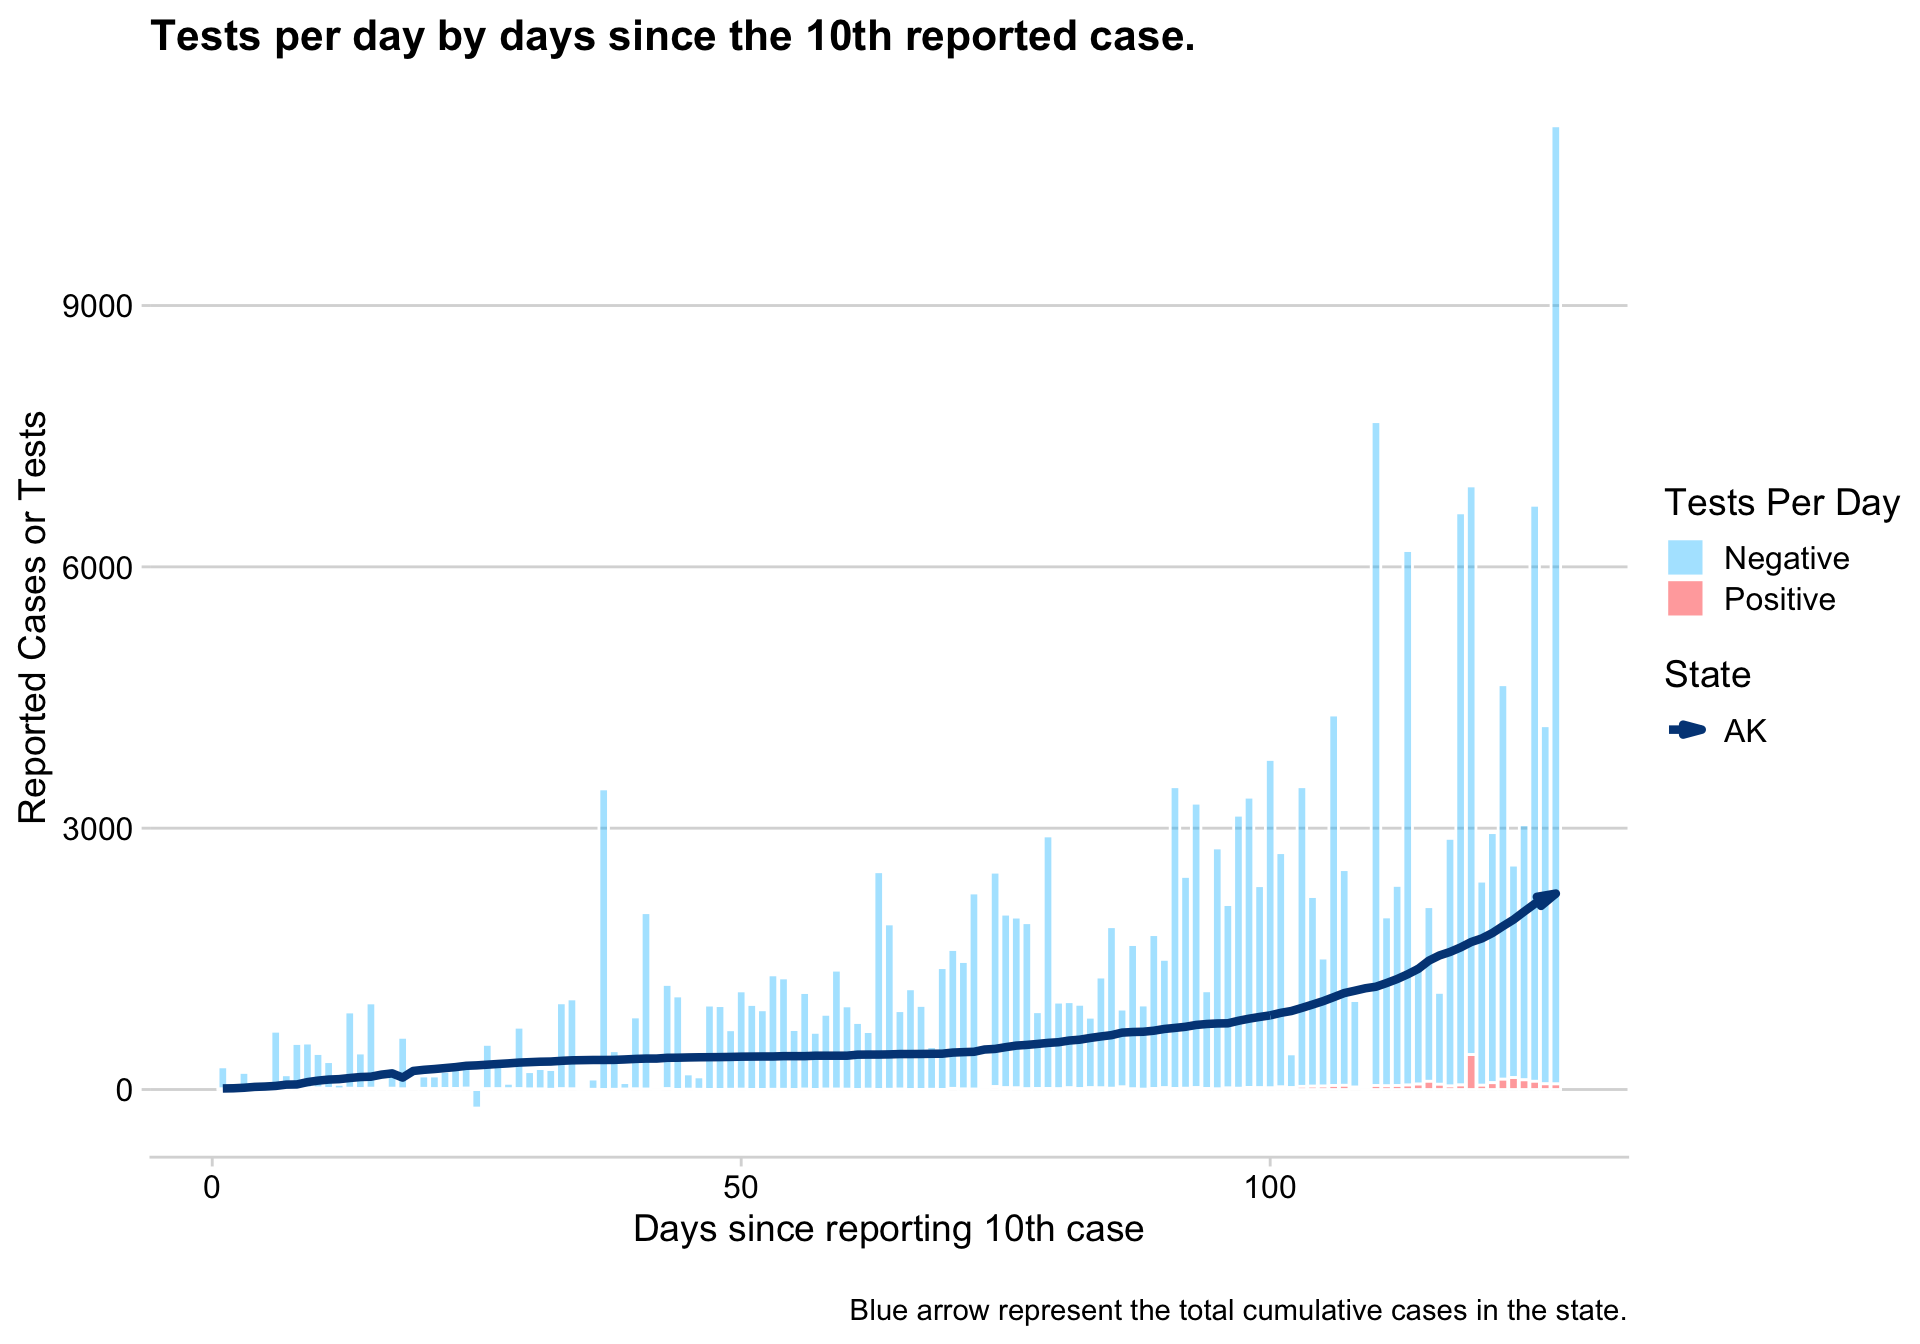 Tests per day by days since the 10th reported case.
Reported Cases or Tests
9000
6000
3000
0
0
50
100
Days since reporting 10th case
Tests Per Day
Negative
Positive
State
AK
Blue arrow represent the total cumulative cases in the state.